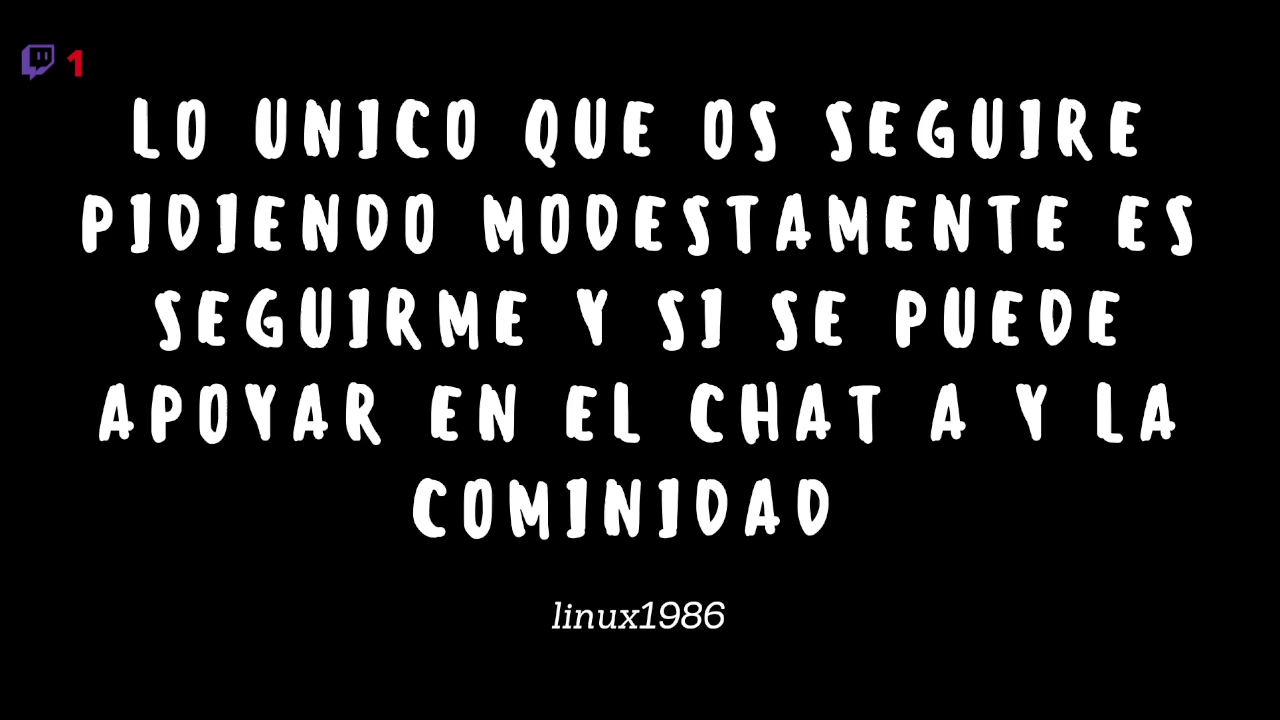 1
LO UNICO QUE OS SEGUIRE
PIDIENDO MODESTAMENTE ES
SEGUIRME Y SI SE PUEDE
APOYAR EN EL CHAT A Y LA
COMINIDAD
linux1986